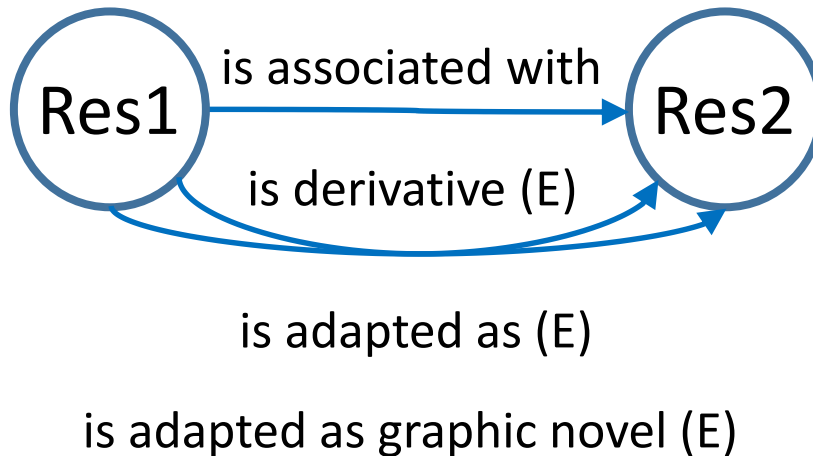 is associated with
Res1
Res2
is derivative (E)
is adapted as (E)
is adapted as graphic novel (E)